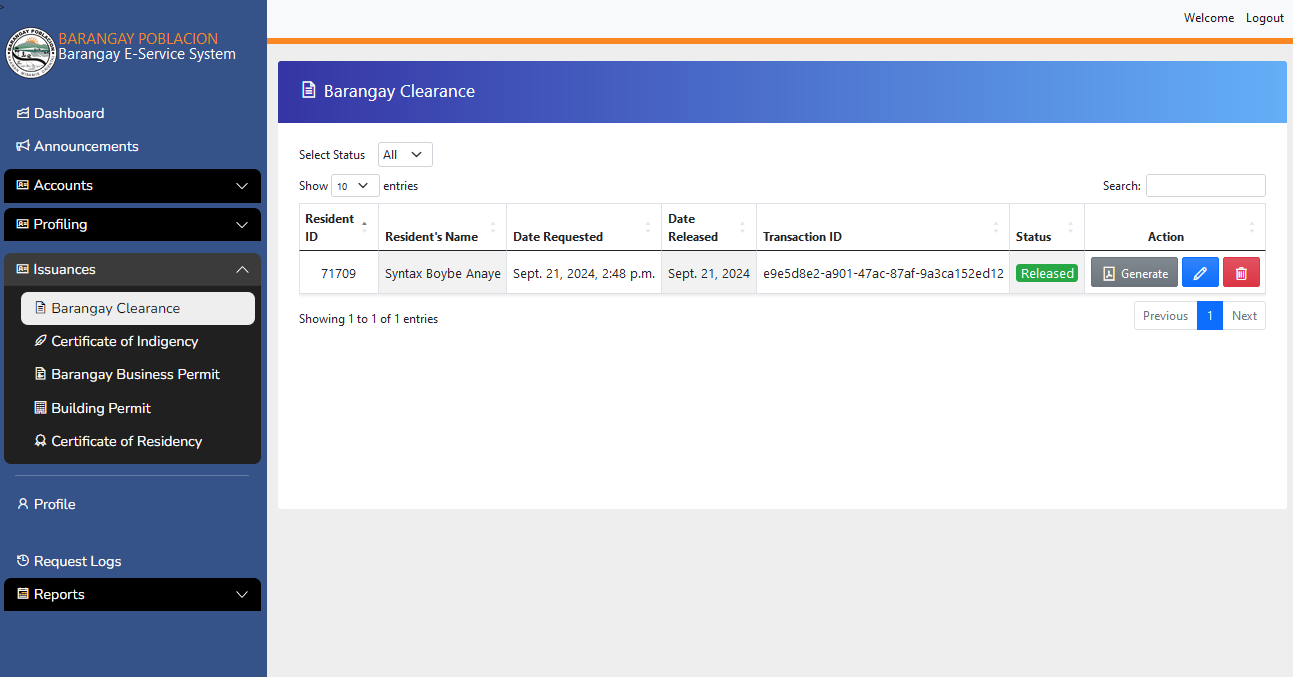 >
Welcome Logout
BARANGAY POBLACION
Barangay E-Service System
Dashboard
Announcements
Accounts
Profiling
Issuances
Barangay Clearance
Certificate of Indigency
Barangay Business Permit
Building Permit
Certificate of Residency
Profile
Request Logs
Reports
Barangay Clearance
Select Status All
Show 10 entries Search:
Resident ID Resident's Name Date Requested Date Released Transaction ID Status Action
71709 Syntax Boybe Anaye Sept. 21, 2024, 2:48 p.m. Sept. 21, 2024 e9e5d8e2-a901-47ac-87af-9a3ca152ed12 Released Generate
Showing 1 to 1 of 1 entries Previous 1 Next